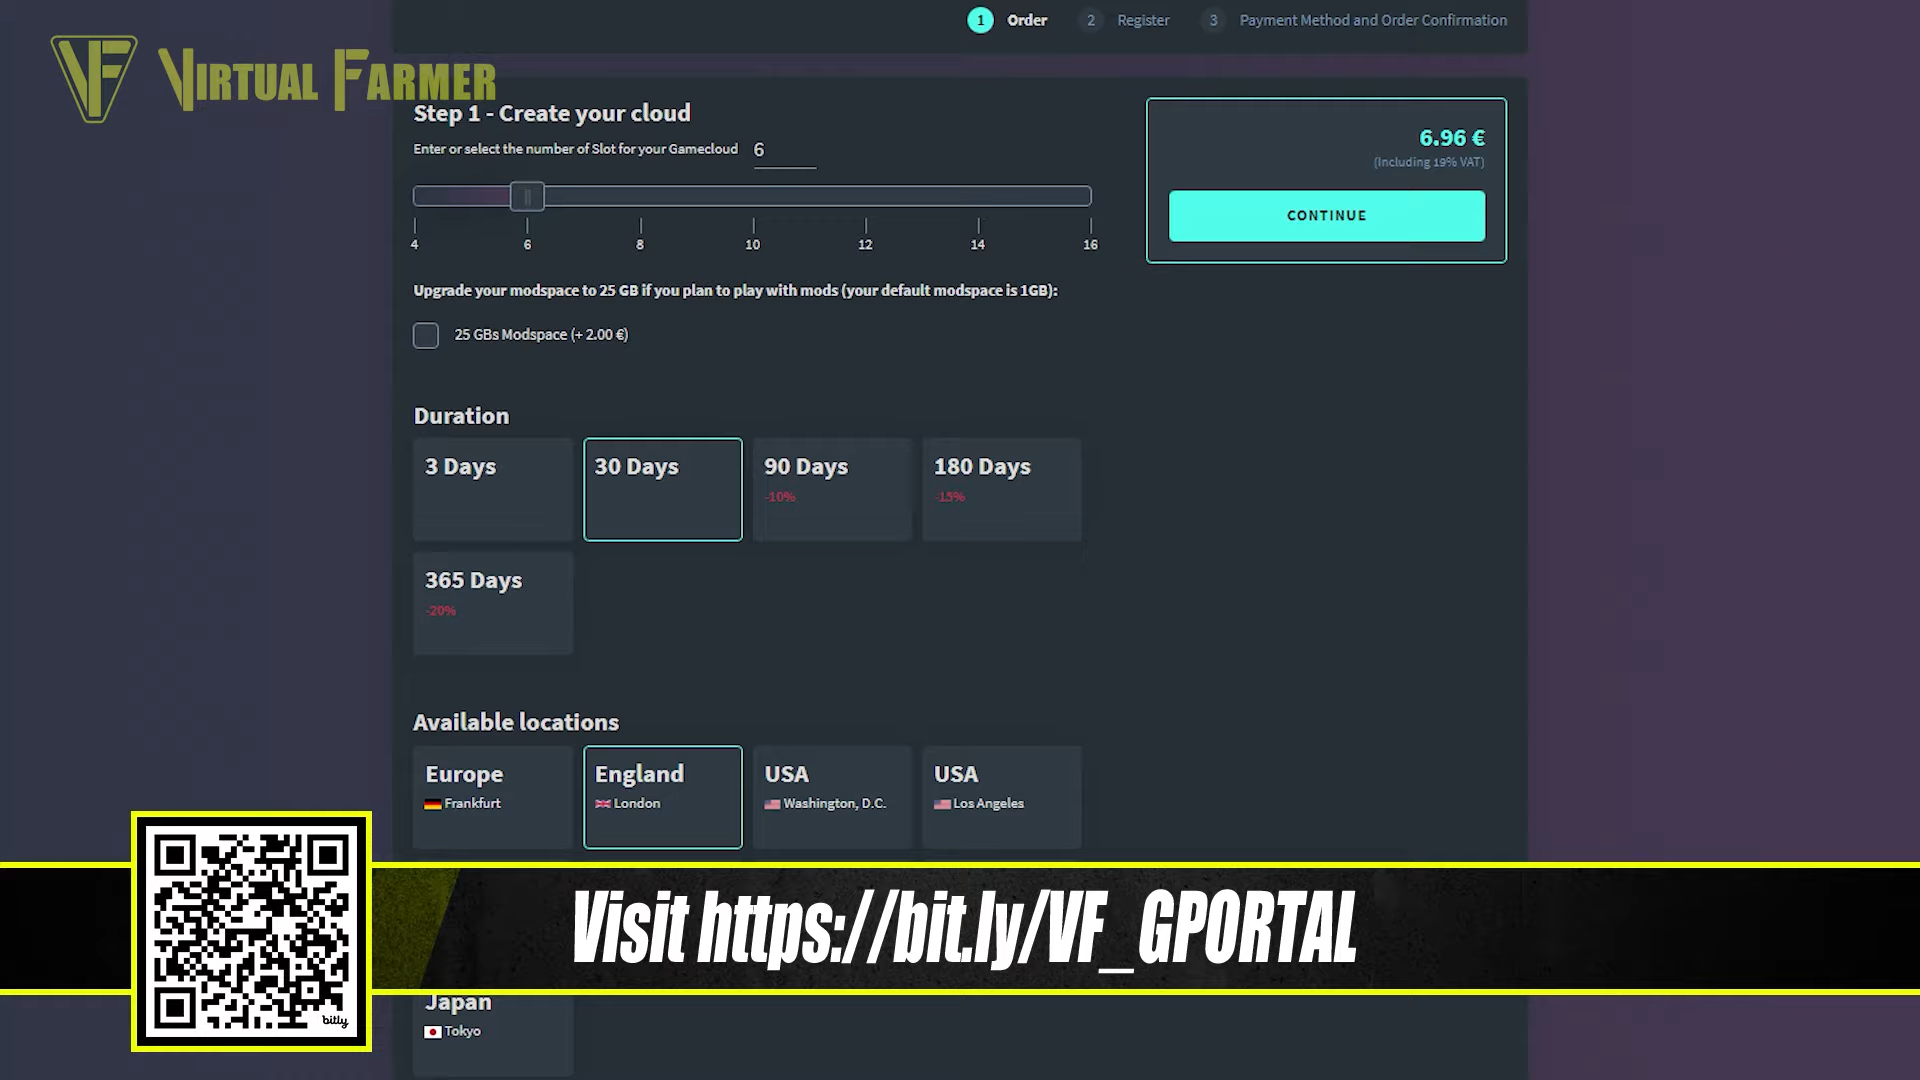 1 Order 2 Register 3 Payment Method and Order Confirmation
VF VIRTUAL FARMER
Step 1 - Create your cloud
Enter or select the number of Slot for your Gamecloud 6
4 6 8 10 12 14 16
6.96 €
(Including 19% VAT)
CONTINUE
Upgrade your modspace to 25 GB if you plan to play with mods (your default modspace is 1GB):
25 GBs Modspace (+ 2.00 €)
Duration
3 Days
30 Days
90 Days
-10%
180 Days
-15%
365 Days
-20%
Available locations
Europe
Frankfurt
England
London
USA
Washington, D.C.
USA
Los Angeles
Visit https://bit.ly/VF_GPORTAL
bitly
Japan
Tokyo